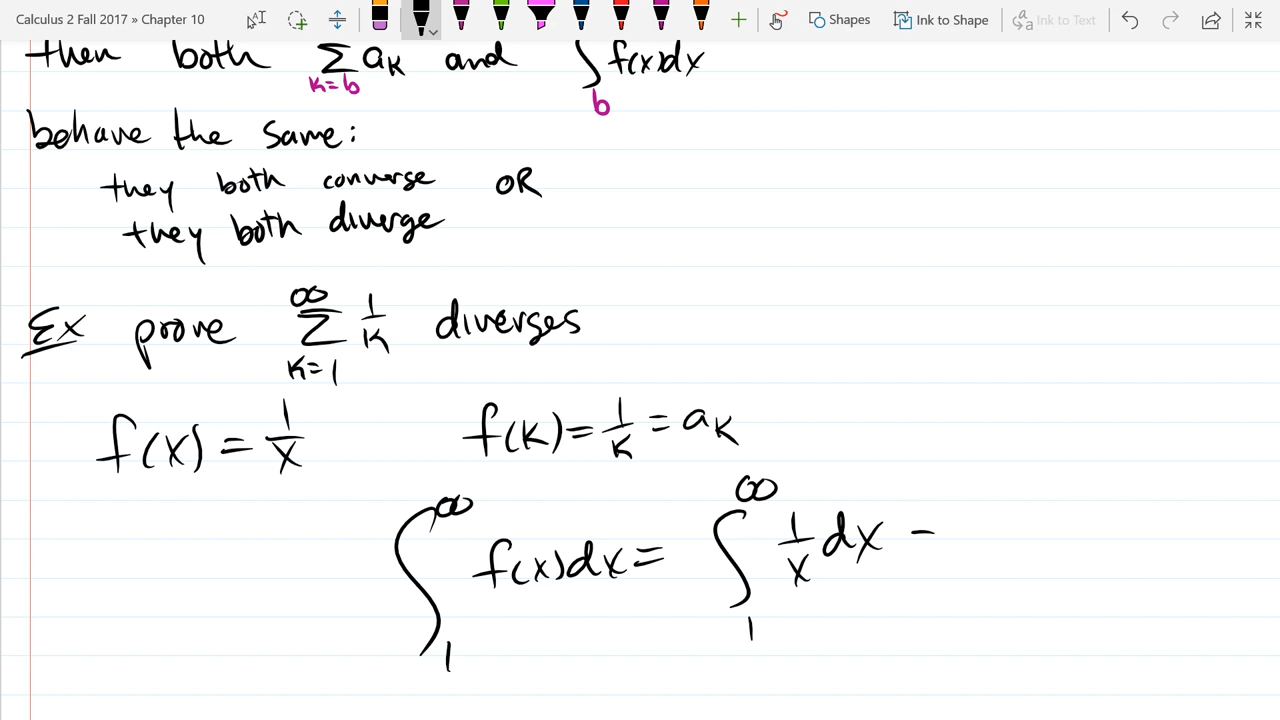 Calculus 2 Fall 2017 » Chapter 10 Shapes Ink to Shape Ink to Text
then both ∑ aₖ and ∫ f(x)dx
k=b b
behave the same:
they both converge OR
they both diverge
Ex prove ∑ 1/k diverges
∞
k=1
f(x) = 1/x f(k) = 1/k = aₖ
∫₁^∞ f(x)dx = ∫₁^∞ 1/x dx =